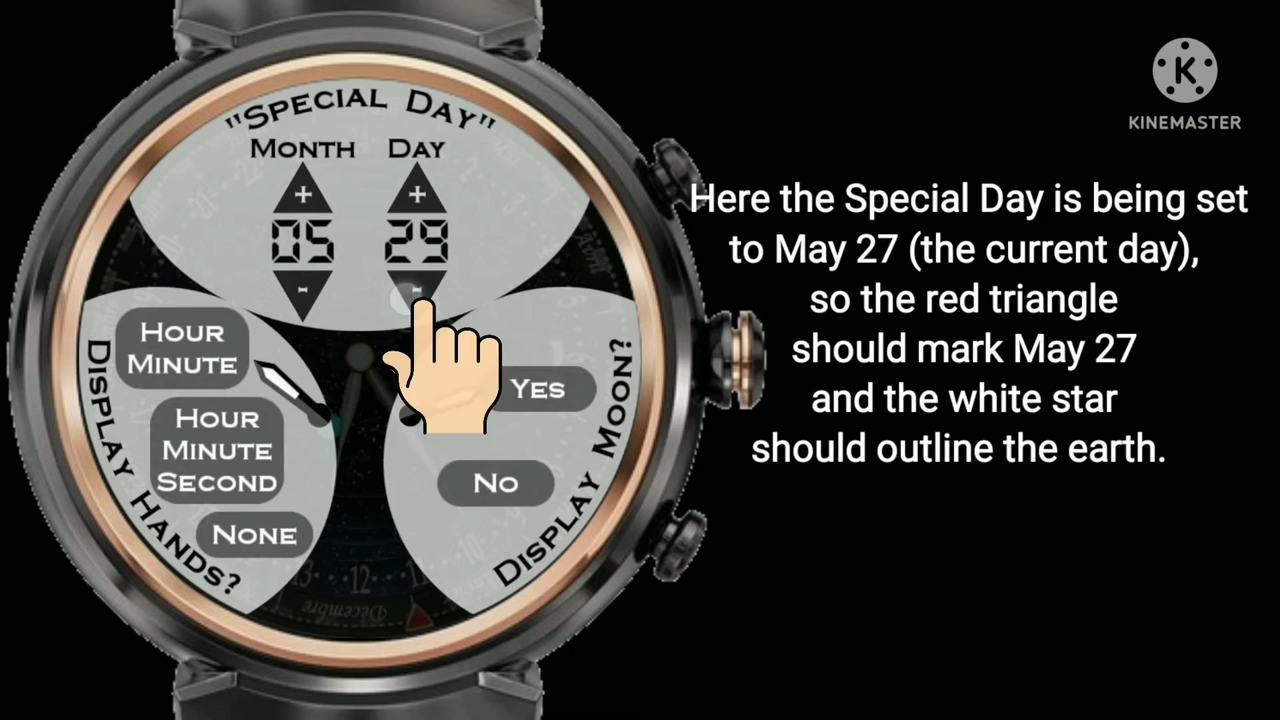 "SPECIAL DAY"
MONTH DAY
+ +
05 29
- -
DISPLAY HANDS?
HOUR
MINUTE
HOUR
MINUTE
SECOND
NONE
DISPLAY MOON?
YES
NO
12
Décembre
K
KINEMASTER
Here the Special Day is being set
to May 27 (the current day),
so the red triangle
should mark May 27
and the white star
should outline the earth.